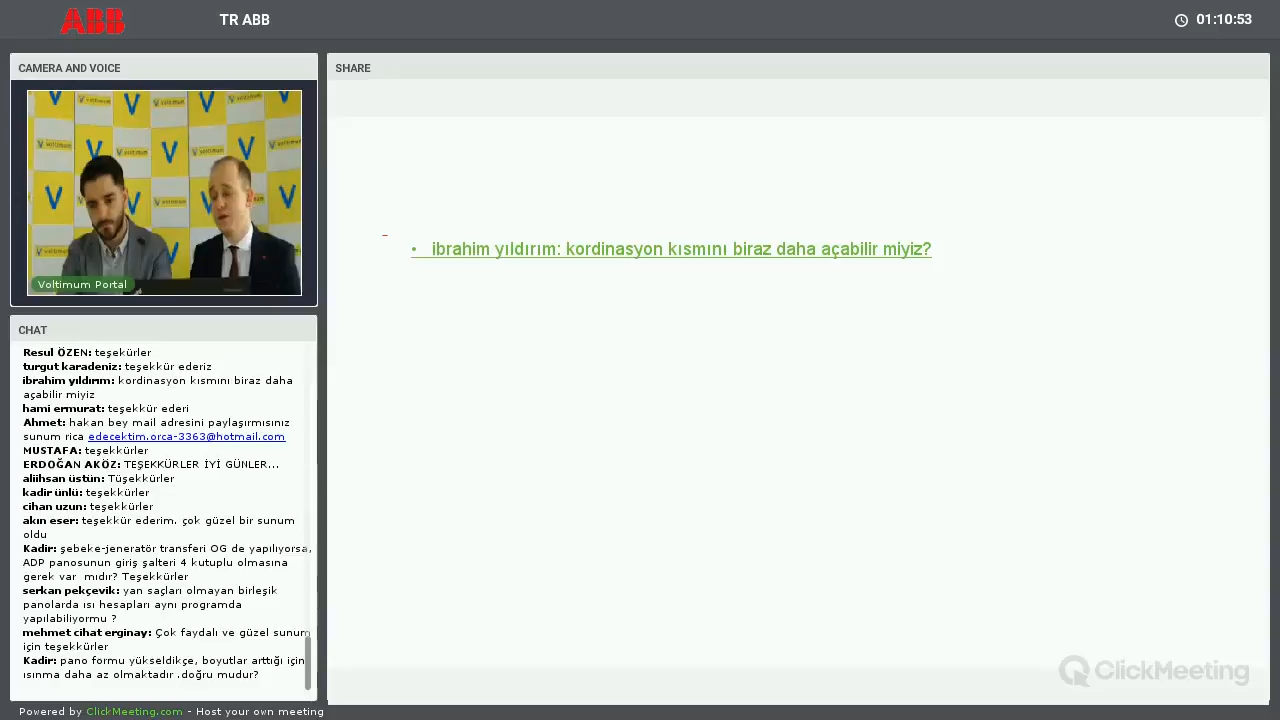 ABB
TR ABB
01:10:53
CAMERA AND VOICE
SHARE
Voltimum Portal
• ibrahim yıldırım: kordinasyon kısmını biraz daha açabilir miyiz?
CHAT
Resul ÖZEN: teşekürler
turgut karadeniz: teşekkür ederiz
ibrahim yıldırım: kordinasyon kısmını biraz daha
açabilir miyiz
hami ermurat: teşekkür ederi
Ahmet: hakan bey mail adresini paylaşırmısınız
sunum rica edecektim.orca-3363@hotmail.com
MUSTAFA: teşekkürler
ERDOĞAN AKÖZ: TEŞEKKÜRLER İYİ GÜNLER...
aliihsan üstün: Tüşekkürler
kadir ünlü: teşekkürler
cihan uzun: teşekkürler
akın eser: teşekkür ederim. çok güzel bir sunum
oldu
Kadir: şebeke-jeneratör transferi OG de yapılıyorsa,
ADP panosunun giriş şalteri 4 kutuplu olmasına
gerek var mıdır? Teşekkürler
serkan pekçevik: yan saçları olmayan birleşik
panolarda ısı hesapları aynı programda
yapılabiliyormu ?
mehmet cihat erginay: Çok faydalı ve güzel sunum
için teşekkürler
Kadir: pano formu yükseldikçe, boyutlar arttığı için
ısınma daha az olmaktadır .doğru mudur?
ClickMeeting
Powered by ClickMeeting.com - Host your own meeting